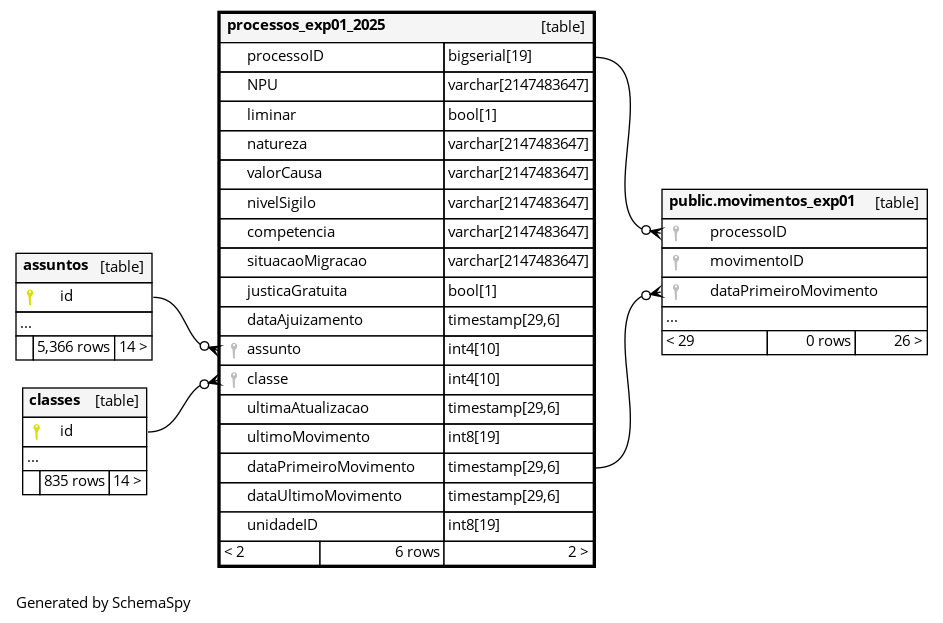 processos_exp01_2025 [table]
processoID bigserial[19]
NPU varchar[2147483647]
liminar bool[1]
natureza varchar[2147483647]
valorCausa varchar[2147483647]
nivelSigilo varchar[2147483647]
competencia varchar[2147483647]
situacaoMigracao varchar[2147483647]
justicaGratuita bool[1]
dataAjuizamento timestamp[29,6]
assunto int4[10]
classe int4[10]
ultimaAtualizacao timestamp[29,6]
ultimoMovimento int8[19]
dataPrimeiroMovimento timestamp[29,6]
dataUltimoMovimento timestamp[29,6]
unidadeID int8[19]
< 2 6 rows 2 >
public.movimentos_exp01 [table]
processoID
movimentoID
dataPrimeiroMovimento
...
< 29 0 rows 26 >
assuntos [table]
id
...
5,366 rows 14 >
classes [table]
id
...
835 rows 14 >
Generated by SchemaSpy